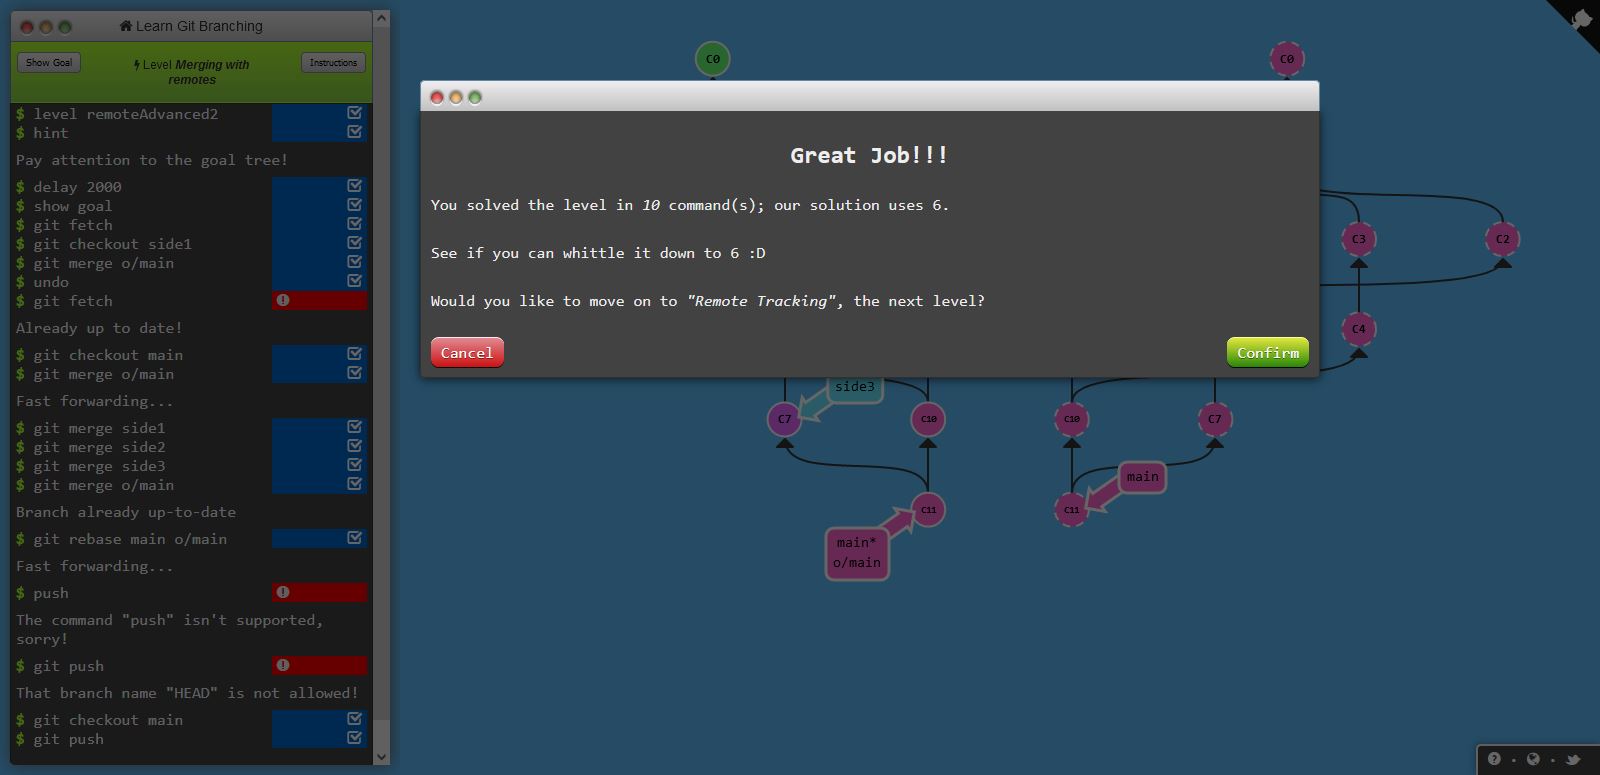 Learn Git Branching
Show Goal
Level Merging with
remotes
Instructions
$ level remoteAdvanced2
$ hint
Pay attention to the goal tree!
$ delay 2000
$ show goal
$ git fetch
$ git checkout side1
$ git merge o/main
$ undo
$ git fetch
Already up to date!
$ git checkout main
$ git merge o/main
Fast forwarding...
$ git merge side1
$ git merge side2
$ git merge side3
$ git merge o/main
Branch already up-to-date
$ git rebase main o/main
Fast forwarding...
$ push
The command "push" isn't supported,
sorry!
$ git push
That branch name "HEAD" is not allowed!
$ git checkout main
$ git push
C0
C0
Great Job!!!
You solved the level in 10 command(s); our solution uses 6.
See if you can whittle it down to 6 :D
Would you like to move on to "Remote Tracking", the next level?
Cancel
Confirm
C3
C2
C4
side3
C7
C10
C10
C7
main
C11
C11
main*
o/main